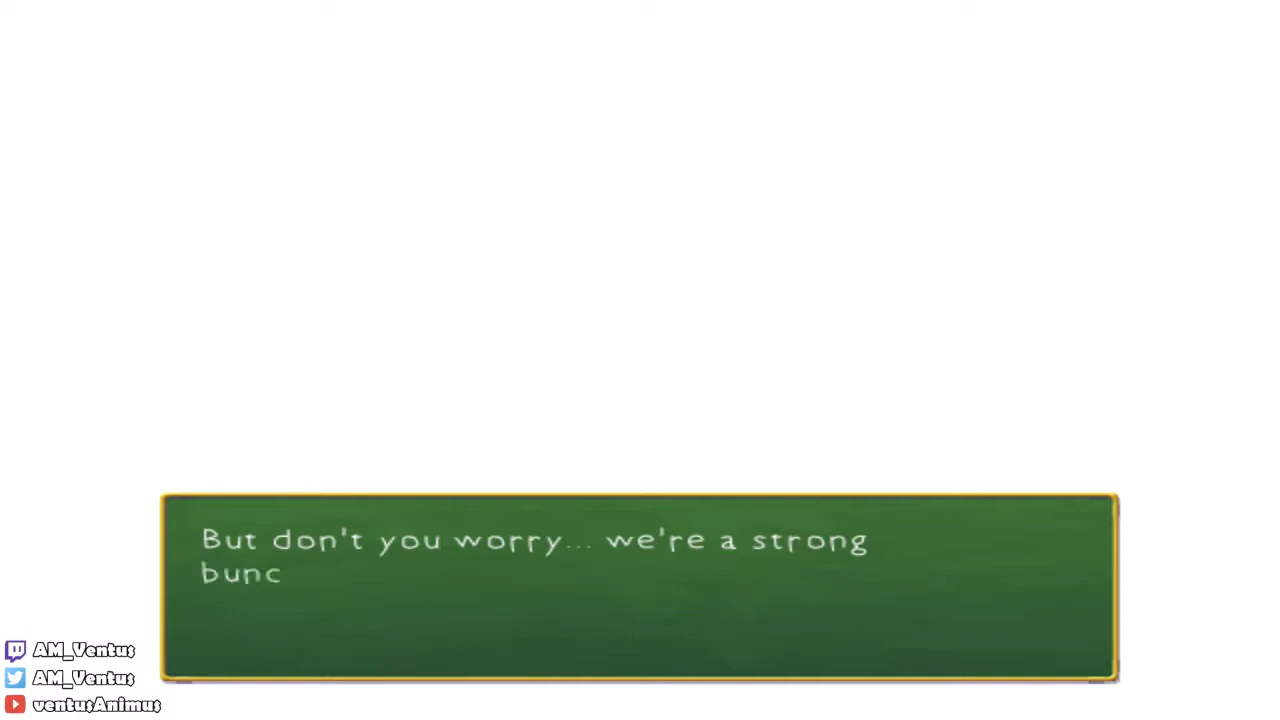 But don't you worry... we're a strong
bunc
AM_Ventus
AM_Ventus
ventusAnimus